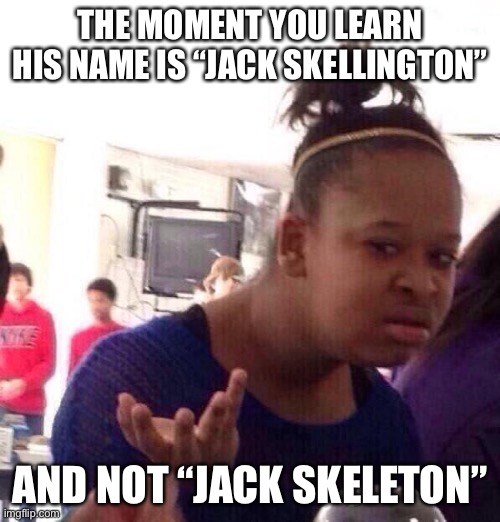 THE MOMENT YOU LEARN
HIS NAME IS “JACK SKELLINGTON”
AND NOT “JACK SKELETON”
imgflip.com